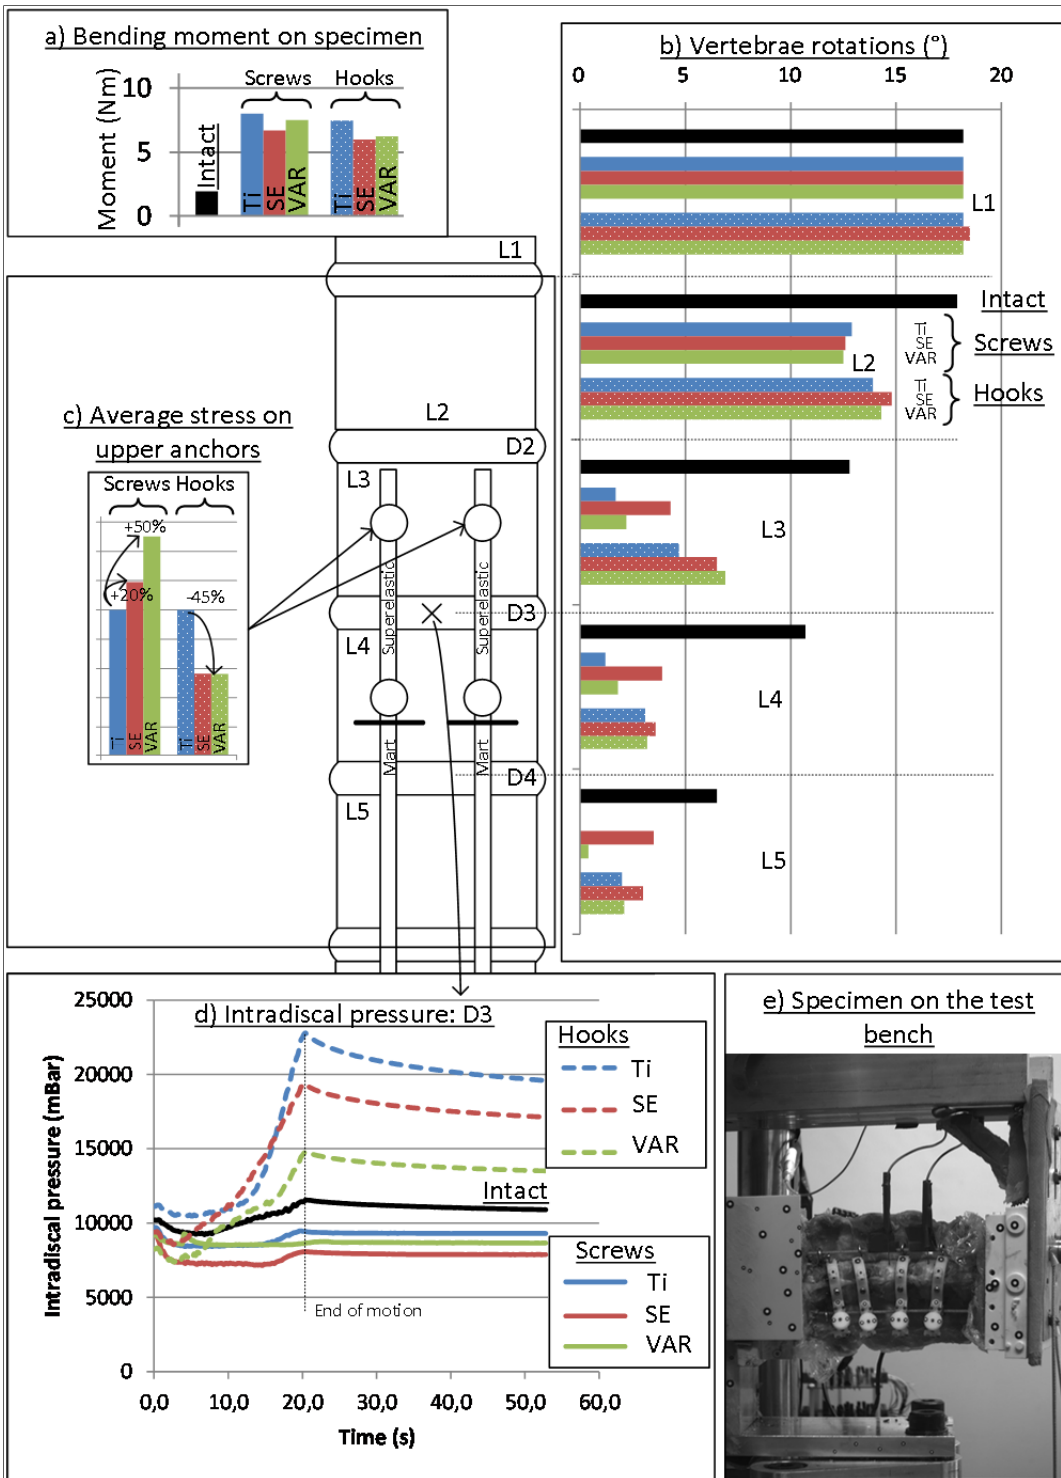 a) Bending moment on specimen
Screws Hooks
Moment (Nm)
10
5
0
Intact
Ti
SE
VAR
b) Vertebrae rotations (°)
0 5 10 15 20
L1
Intact
Ti
SE
VAR
Screws
L2
Ti
SE
VAR
Hooks
L3
L4
L5
L1
L2
D2
L3
Superelastic
Superelastic
D3
L4
Mart
Mart
D4
L5
c) Average stress on
upper anchors
Screws Hooks
+50%
+20%
-45%
Ti
SE
VAR
Ti
SE
VAR
d) Intradiscal pressure: D3
Intradiscal pressure (mBar)
25000
20000
15000
10000
5000
0
0,0 10,0 20,0 30,0 40,0 50,0 60,0
Time (s)
Hooks
Ti
SE
VAR
Intact
Screws
Ti
SE
VAR
End of motion
e) Specimen on the test
bench